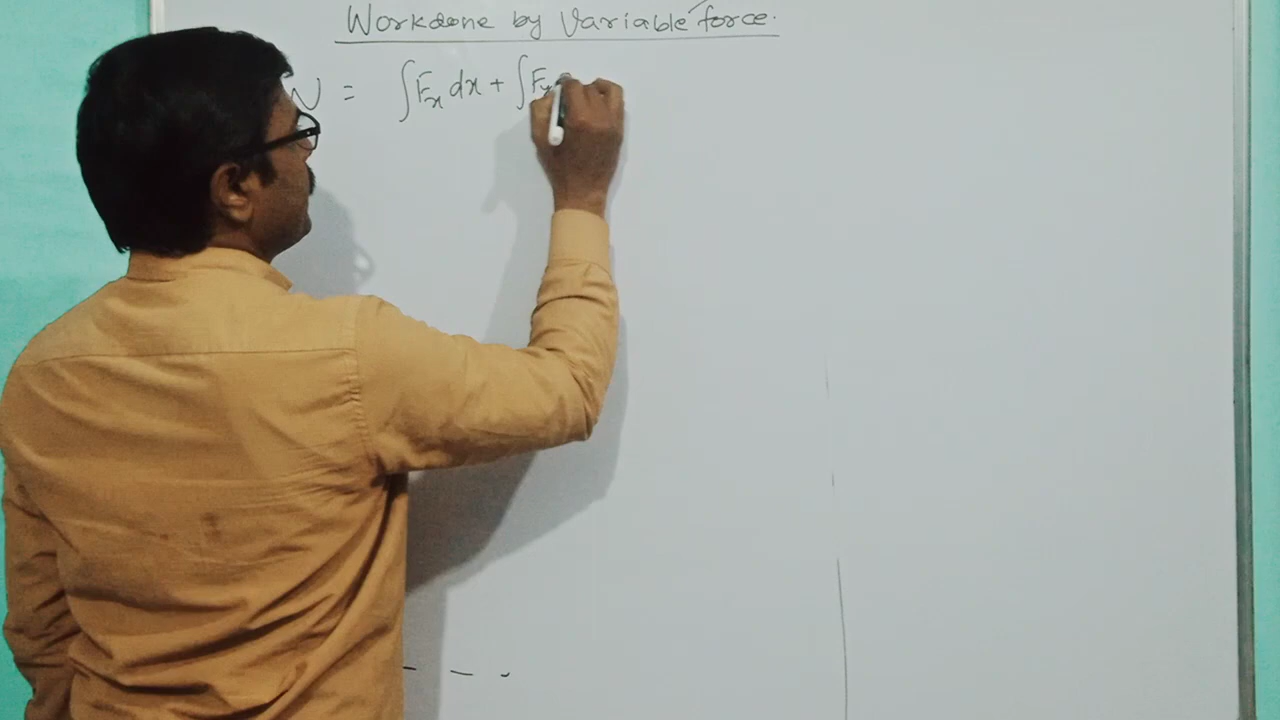 Workdone by Variable force.
W = ∫Fx dx + ∫Fy